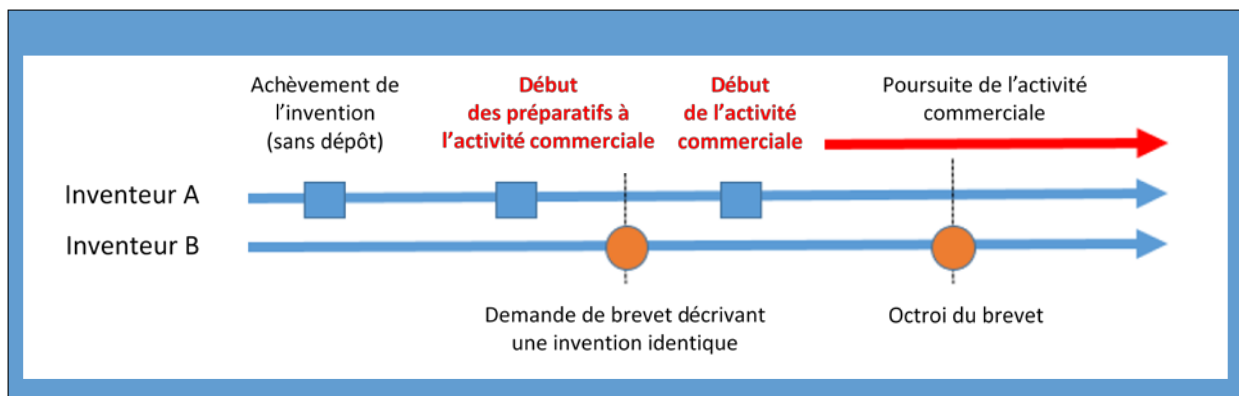 Achèvement de
l’invention
(sans dépôt)
Début
des préparatifs à
l’activité commerciale
Début
de l’activité
commerciale
Poursuite de l’activité
commerciale
Inventeur A
Inventeur B
Demande de brevet décrivant
une invention identique
Octroi du brevet